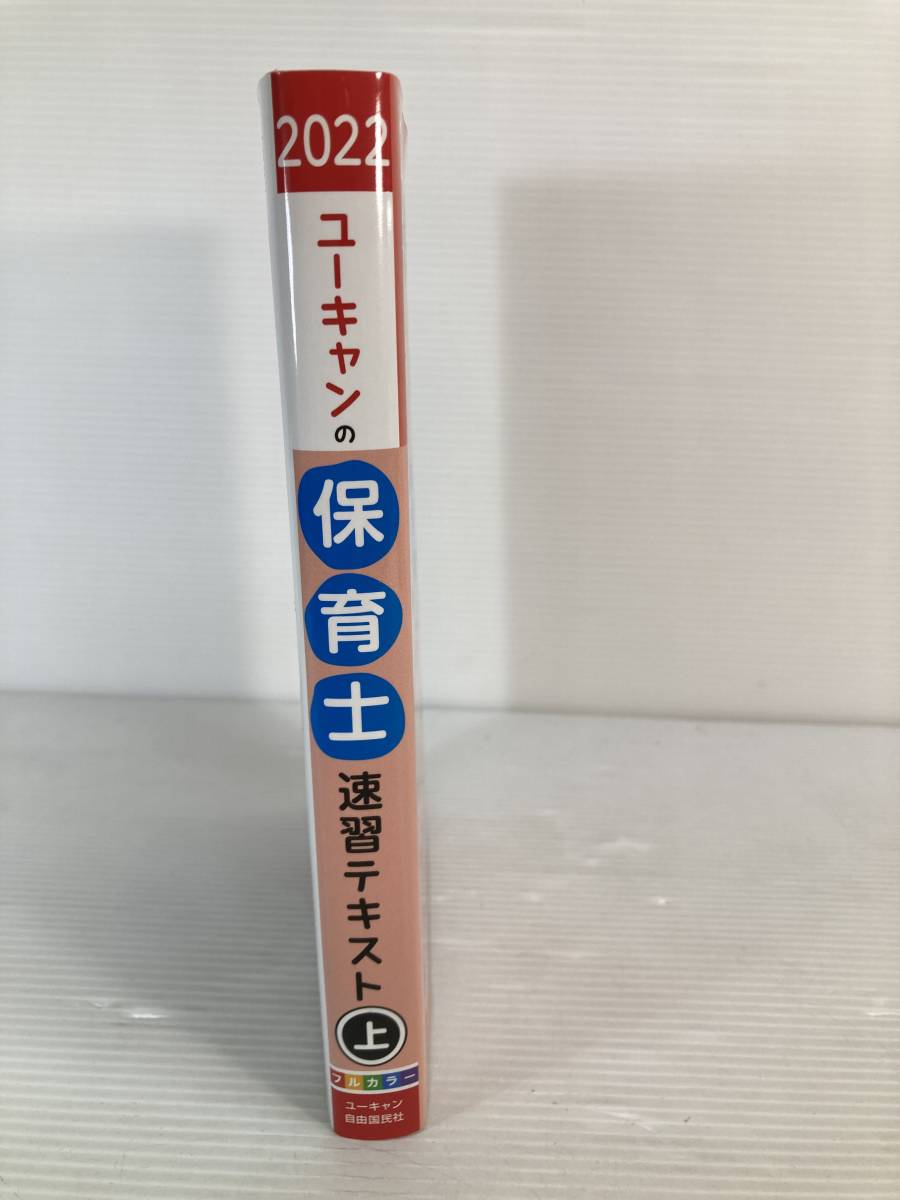 2022
ユーキャンの
保育士
速習テキスト
上
フルカラー
ユーキャン
自由国民社